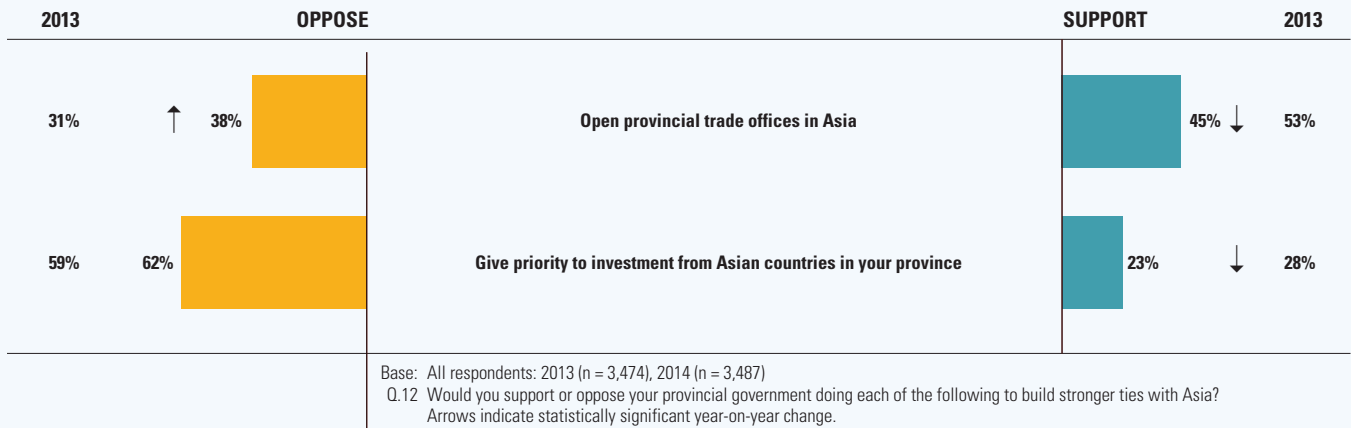 2013 OPPOSE SUPPORT 2013
31% ↑ 38% Open provincial trade offices in Asia 45% ↓ 53%
59% 62% Give priority to investment from Asian countries in your province 23% ↓ 28%
Base: All respondents: 2013 (n = 3,474), 2014 (n = 3,487)
Q.12 Would you support or oppose your provincial government doing each of the following to build stronger ties with Asia?
Arrows indicate statistically significant year-on-year change.